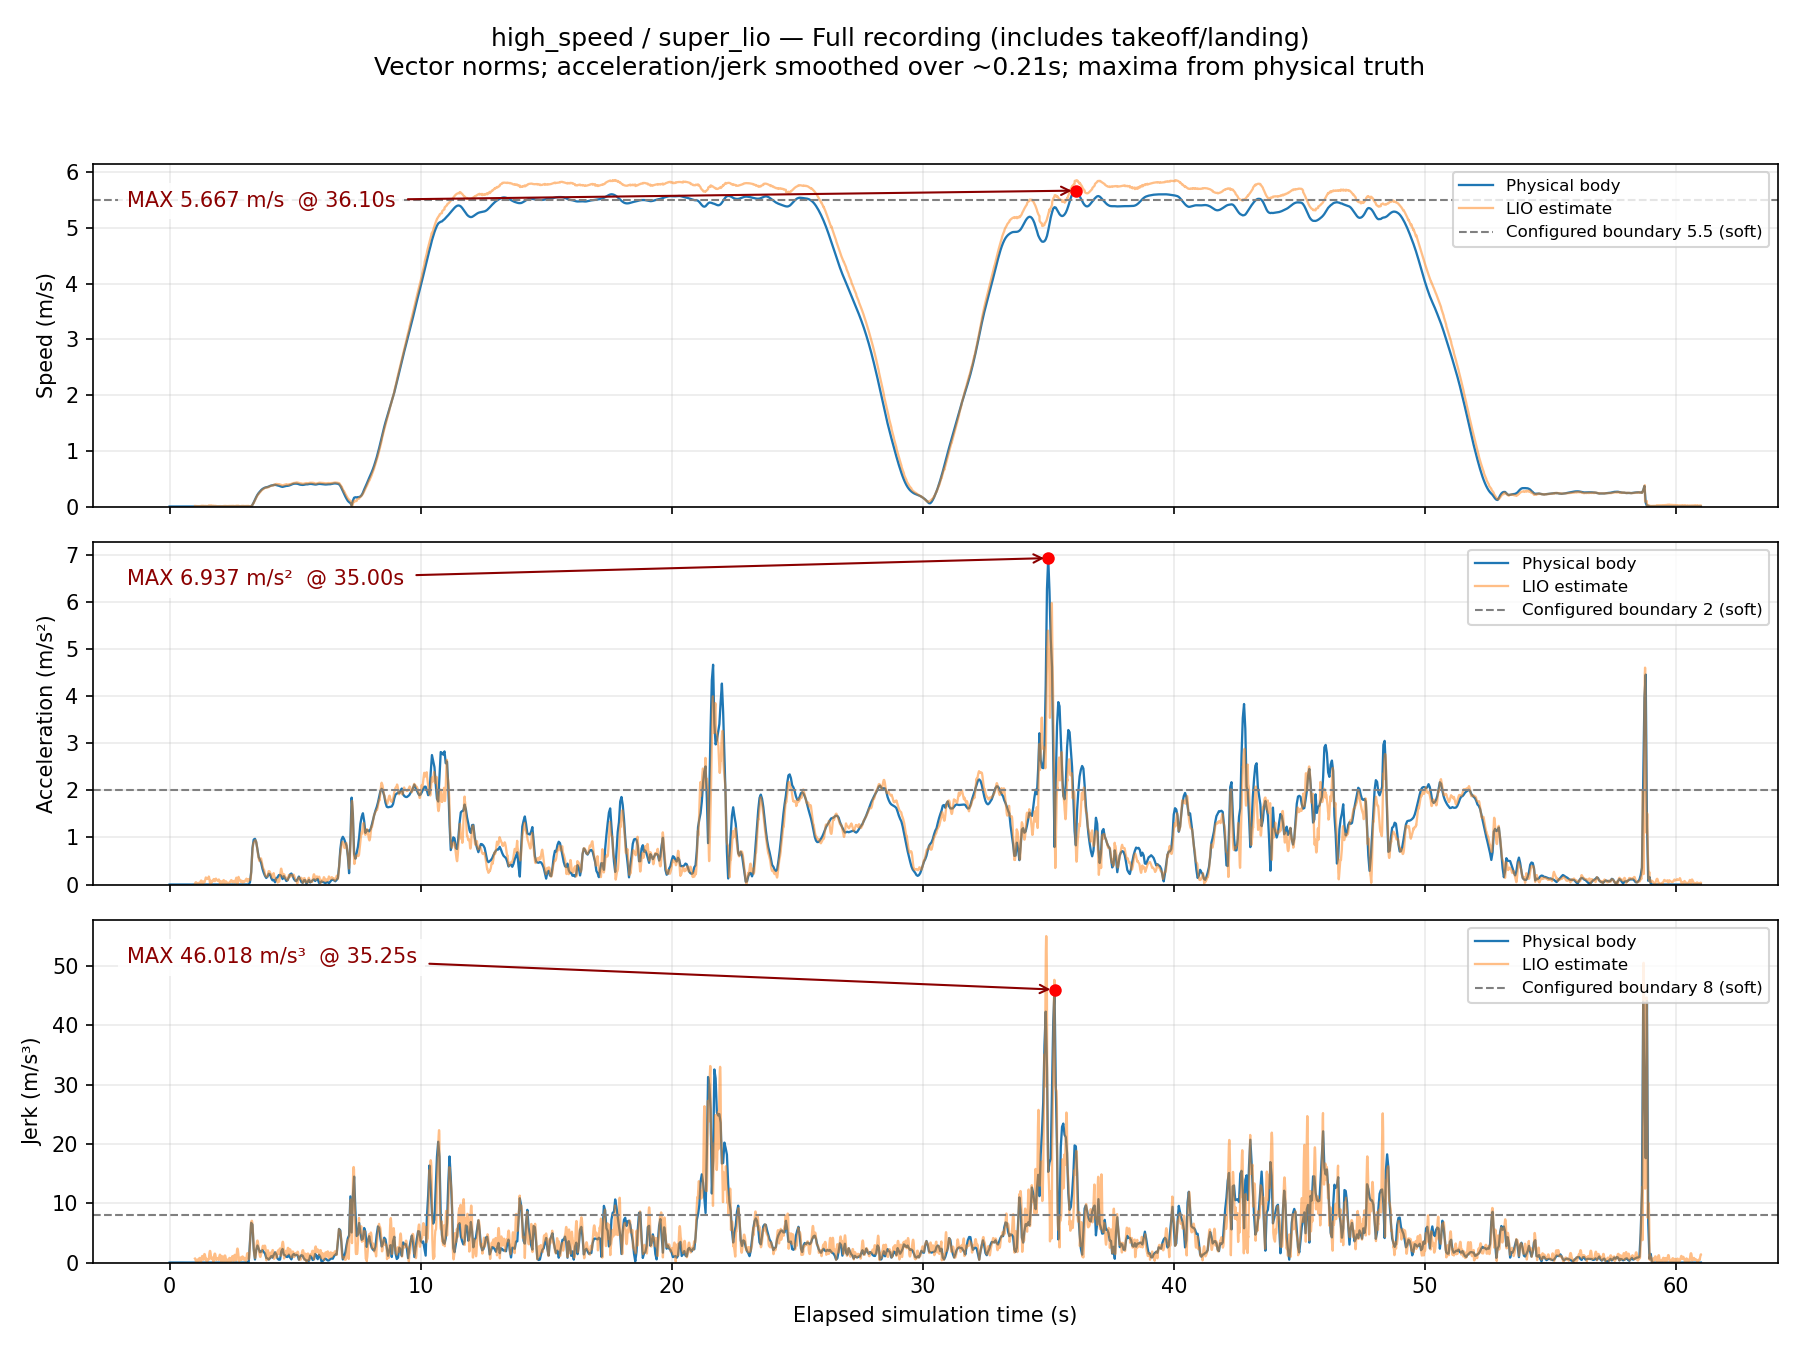 high_speed / super_lio — Full recording (includes takeoff/landing)
Vector norms; acceleration/jerk smoothed over ~0.21s; maxima from physical truth
Speed (m/s)
6
5
4
3
2
1
0
MAX 5.667 m/s  @ 36.10s
Physical body
LIO estimate
Configured boundary 5.5 (soft)
Acceleration (m/s²)
7
6
5
4
3
2
1
0
MAX 6.937 m/s²  @ 35.00s
Physical body
LIO estimate
Configured boundary 2 (soft)
Jerk (m/s³)
50
40
30
20
10
0
MAX 46.018 m/s³  @ 35.25s
Physical body
LIO estimate
Configured boundary 8 (soft)
0 10 20 30 40 50 60
Elapsed simulation time (s)